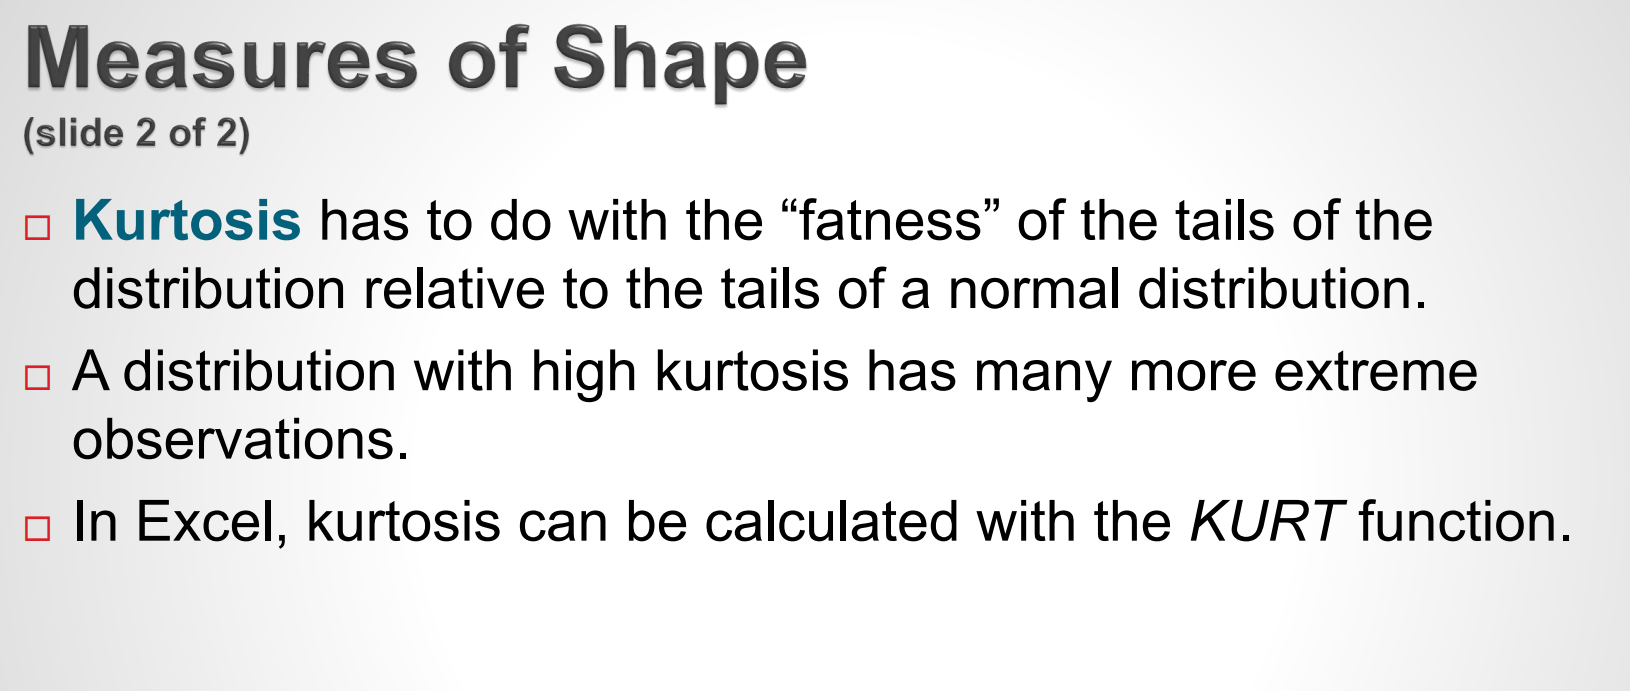 Measures of Shape
(slide 2 of 2)
Kurtosis has to do with the “fatness” of the tails of the
distribution relative to the tails of a normal distribution.
A distribution with high kurtosis has many more extreme
observations.
In Excel, kurtosis can be calculated with the KURT function.